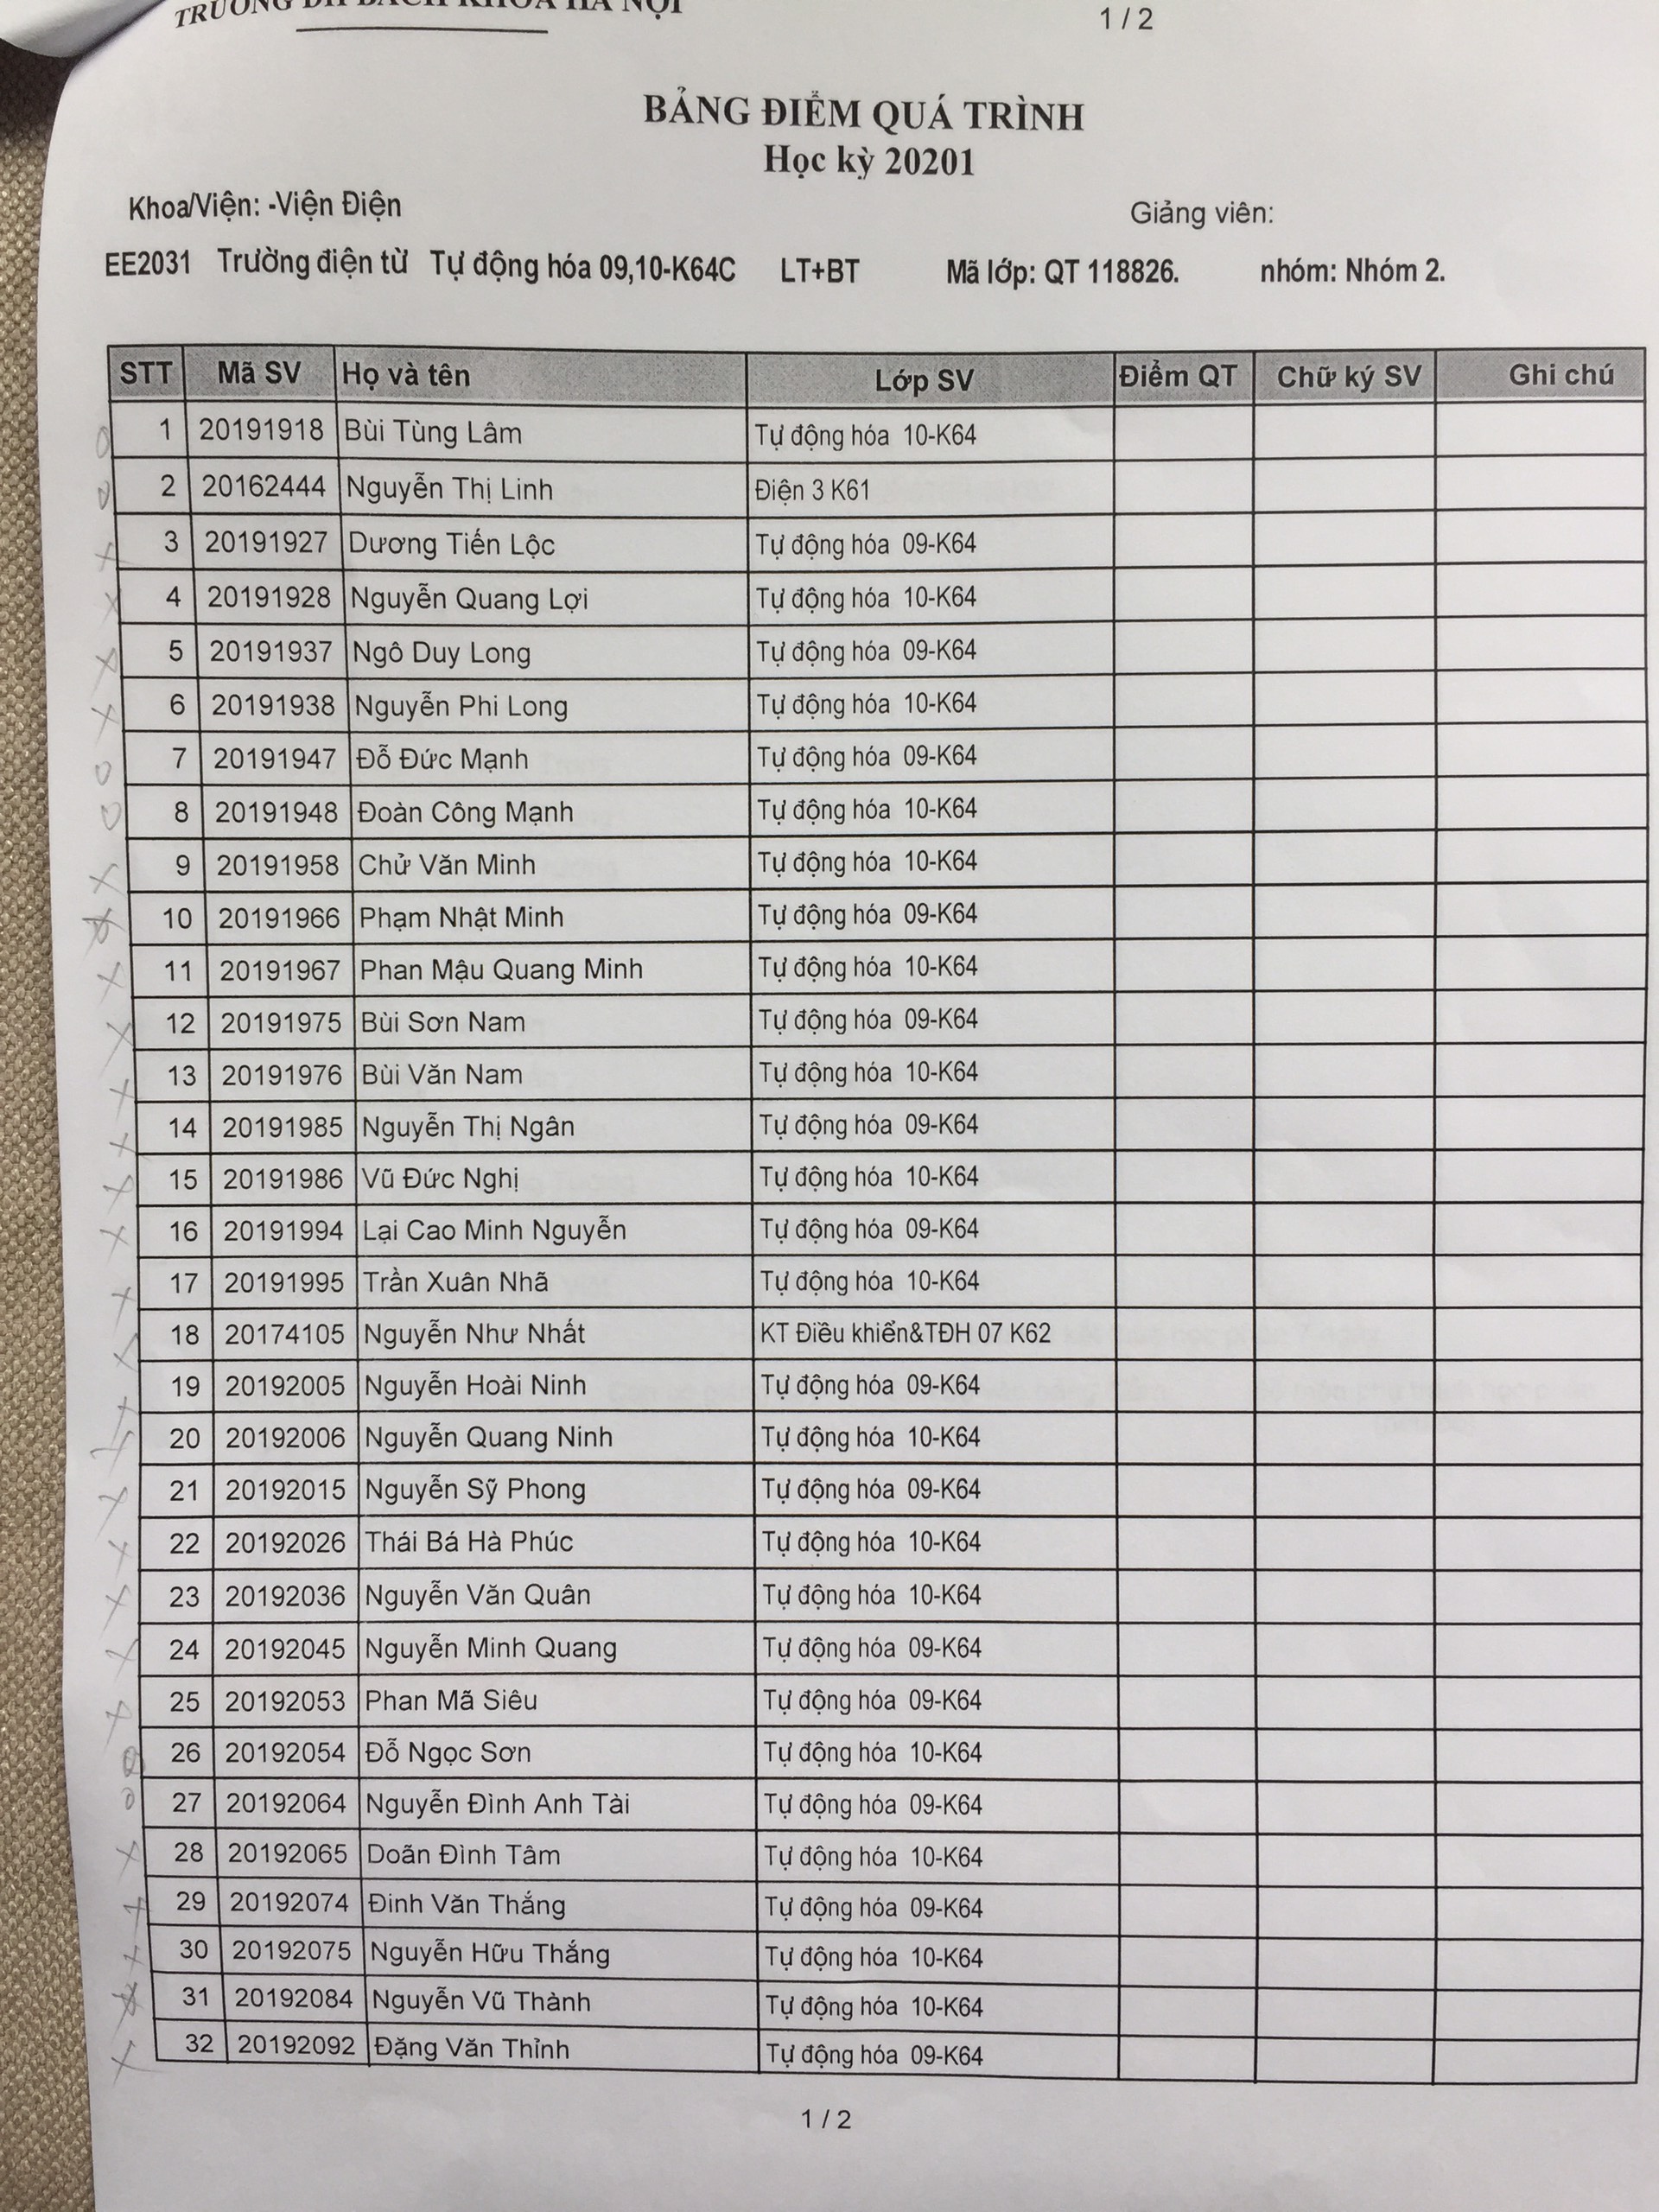 TRƯỜNG ĐH BÁCH KHOA HÀ NỘI
1 / 2
BẢNG ĐIỂM QUÁ TRÌNH
Học kỳ 20201
Khoa/Viện: -Viện Điện Giảng viên:
EE2031 Trường điện từ Tự động hóa 09,10-K64C LT+BT Mã lớp: QT 118826. nhóm: Nhóm 2.
STT Mã SV Họ và tên Lớp SV Điểm QT Chữ ký SV Ghi chú
0 1 20191918 Bùi Tùng Lâm Tự động hóa 10-K64
0 2 20162444 Nguyễn Thị Linh Điện 3 K61
x 3 20191927 Dương Tiến Lộc Tự động hóa 09-K64
x 4 20191928 Nguyễn Quang Lợi Tự động hóa 10-K64
x 5 20191937 Ngô Duy Long Tự động hóa 09-K64
x 6 20191938 Nguyễn Phi Long Tự động hóa 10-K64
0 7 20191947 Đỗ Đức Mạnh Tự động hóa 09-K64
0 8 20191948 Đoàn Công Mạnh Tự động hóa 10-K64
x 9 20191958 Chử Văn Minh Tự động hóa 10-K64
10 20191966 Phạm Nhật Minh Tự động hóa 09-K64
x 11 20191967 Phan Mậu Quang Minh Tự động hóa 10-K64
x 12 20191975 Bùi Sơn Nam Tự động hóa 09-K64
x 13 20191976 Bùi Văn Nam Tự động hóa 10-K64
x 14 20191985 Nguyễn Thị Ngân Tự động hóa 09-K64
x 15 20191986 Vũ Đức Nghị Tự động hóa 10-K64
x 16 20191994 Lại Cao Minh Nguyễn Tự động hóa 09-K64
x 17 20191995 Trần Xuân Nhã Tự động hóa 10-K64
x 18 20174105 Nguyễn Như Nhất KT Điều khiển&TĐH 07 K62
x 19 20192005 Nguyễn Hoài Ninh Tự động hóa 09-K64
x 20 20192006 Nguyễn Quang Ninh Tự động hóa 10-K64
x 21 20192015 Nguyễn Sỹ Phong Tự động hóa 09-K64
x 22 20192026 Thái Bá Hà Phúc Tự động hóa 10-K64
x 23 20192036 Nguyễn Văn Quân Tự động hóa 10-K64
x 24 20192045 Nguyễn Minh Quang Tự động hóa 09-K64
x 25 20192053 Phan Mã Siêu Tự động hóa 09-K64
26 20192054 Đỗ Ngọc Sơn Tự động hóa 10-K64
0 27 20192064 Nguyễn Đình Anh Tài Tự động hóa 09-K64
x 28 20192065 Doãn Đình Tâm Tự động hóa 10-K64
x 29 20192074 Đinh Văn Thắng Tự động hóa 09-K64
x 30 20192075 Nguyễn Hữu Thắng Tự động hóa 10-K64
31 20192084 Nguyễn Vũ Thành Tự động hóa 10-K64
x 32 20192092 Đặng Văn Thỉnh Tự động hóa 09-K64
1 / 2